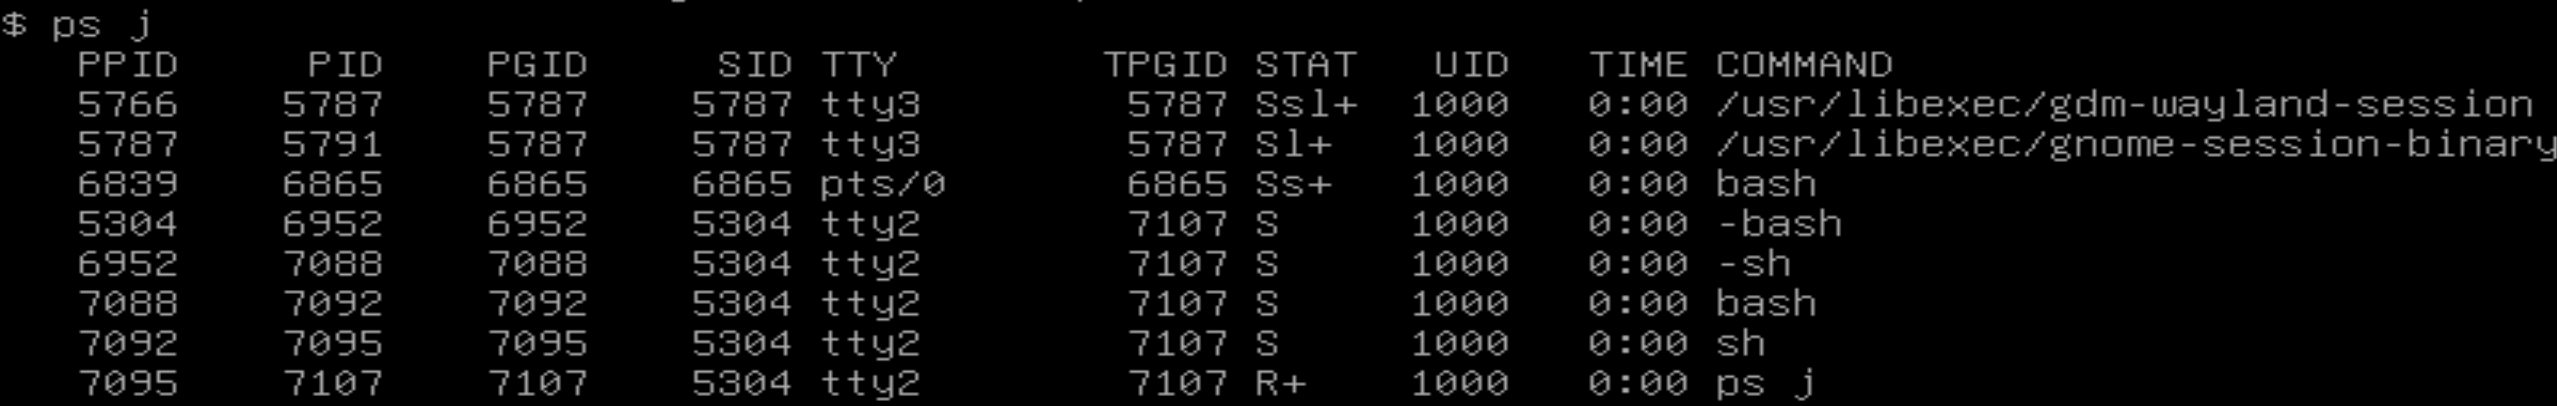 $ ps j
PPID PID PGID SID TTY TPGID STAT UID TIME COMMAND
5766 5787 5787 5787 tty3 5787 Ssl+ 1000 0:00 /usr/libexec/gdm-wayland-session
5787 5791 5787 5787 tty3 5787 Sl+ 1000 0:00 /usr/libexec/gnome-session-binary
6839 6865 6865 6865 pts/0 6865 Ss+ 1000 0:00 bash
5304 6952 6952 5304 tty2 7107 S 1000 0:00 -bash
6952 7088 7088 5304 tty2 7107 S 1000 0:00 -sh
7088 7092 7092 5304 tty2 7107 S 1000 0:00 bash
7092 7095 7095 5304 tty2 7107 S 1000 0:00 sh
7095 7107 7107 5304 tty2 7107 R+ 1000 0:00 ps j